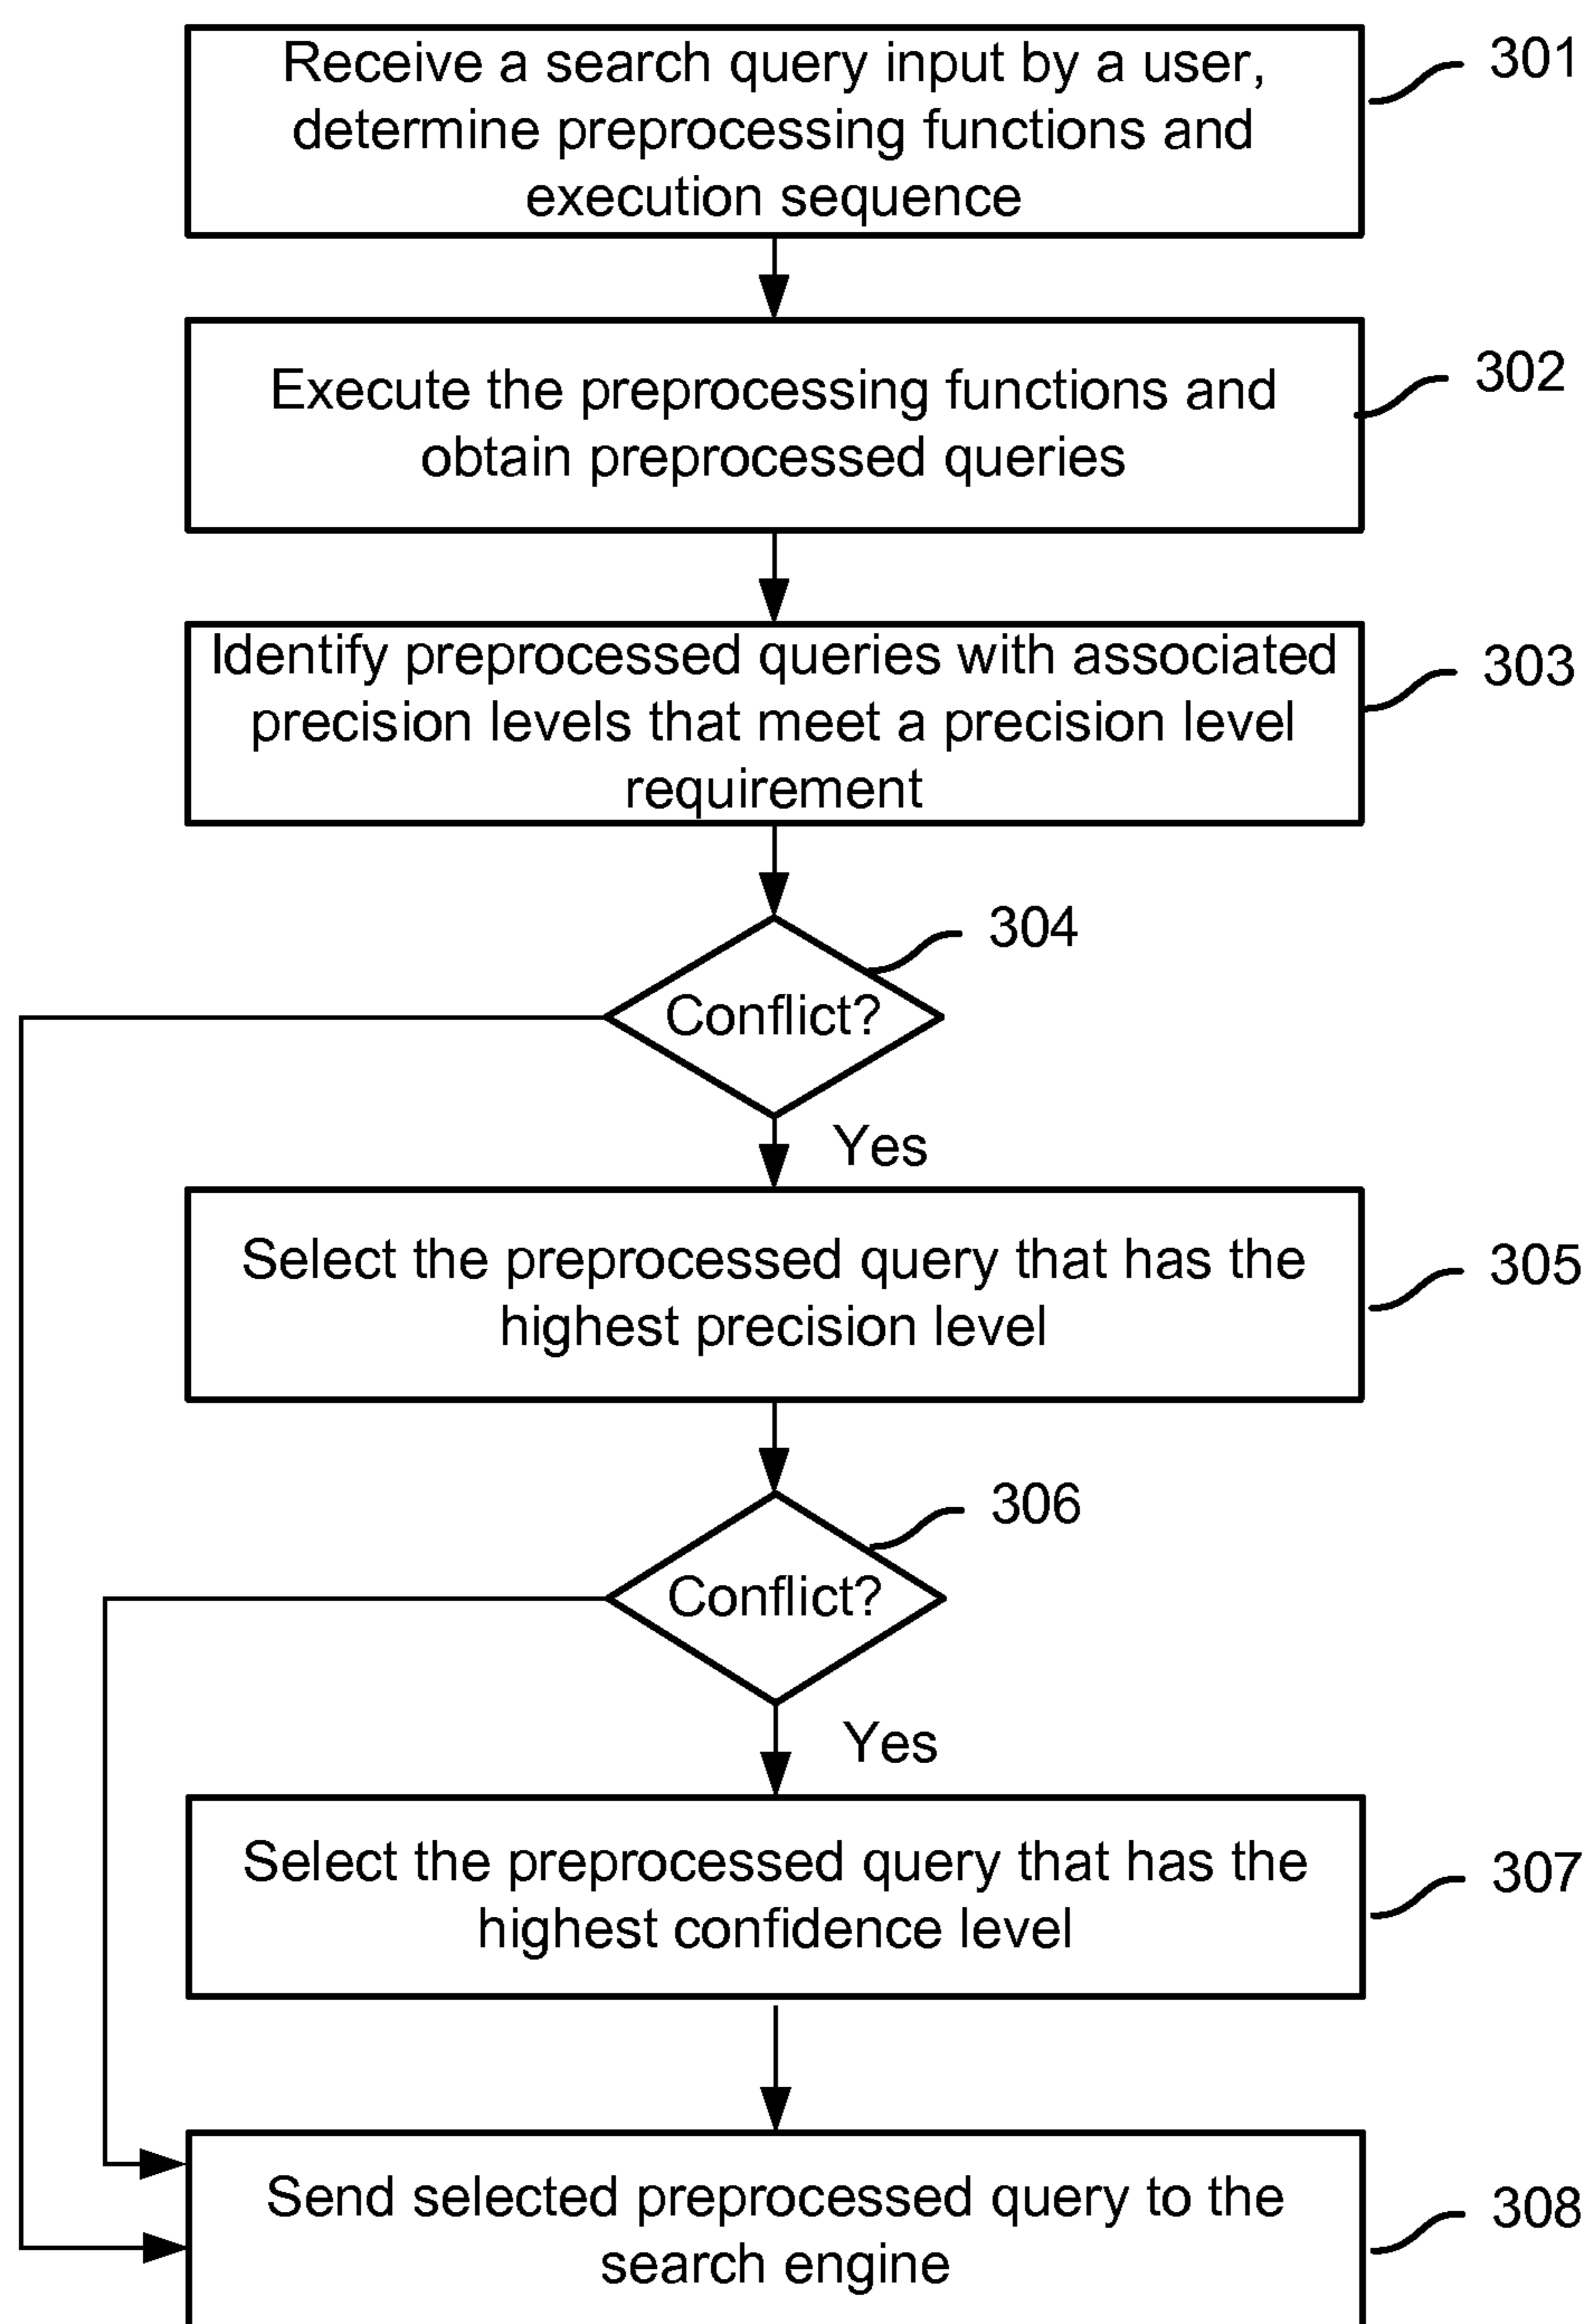 Receive a search query input by a user,
determine preprocessing functions and
execution sequence
301
Execute the preprocessing functions and
obtain preprocessed queries
302
Identify preprocessed queries with associated
precision levels that meet a precision level
requirement
303
304
Conflict?
Yes
Select the preprocessed query that has the
highest precision level
305
306
Conflict?
Yes
Select the preprocessed query that has the
highest confidence level
307
Send selected preprocessed query to the
search engine
308